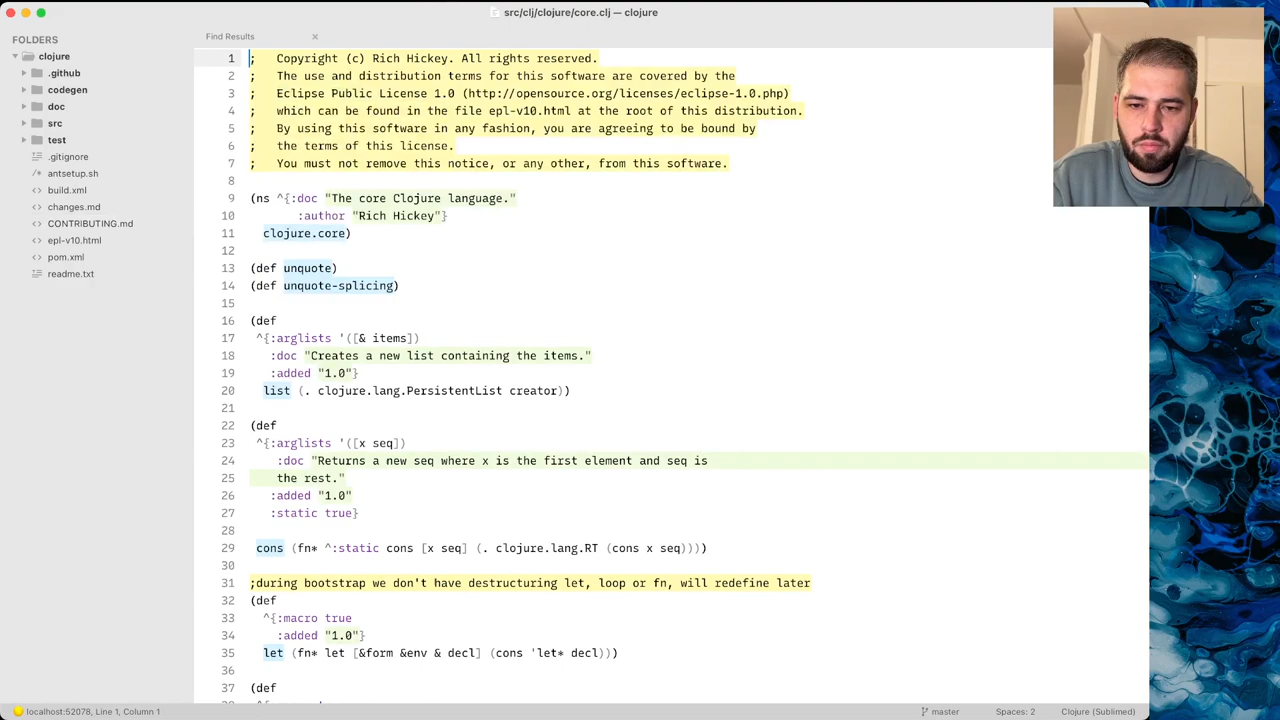 src/clj/clojure/core.clj — clojure
FOLDERS
clojure
.github
codegen
doc
src
test
.gitignore
antsetup.sh
build.xml
changes.md
CONTRIBUTING.md
epl-v10.html
pom.xml
readme.txt
Find Results
1 ;   Copyright (c) Rich Hickey. All rights reserved.
2 ;   The use and distribution terms for this software are covered by the
3 ;   Eclipse Public License 1.0 (http://opensource.org/licenses/eclipse-1.0.php)
4 ;   which can be found in the file epl-v10.html at the root of this distribution.
5 ;   By using this software in any fashion, you are agreeing to be bound by
6 ;   the terms of this license.
7 ;   You must not remove this notice, or any other, from this software.
8
9 (ns ^{:doc "The core Clojure language."
10        :author "Rich Hickey"}
11   clojure.core)
12
13 (def unquote)
14 (def unquote-splicing)
15
16 (def
17  ^{:arglists '([& items])
18    :doc "Creates a new list containing the items."
19    :added "1.0"}
20   list (. clojure.lang.PersistentList creator))
21
22 (def
23  ^{:arglists '([x seq])
24     :doc "Returns a new seq where x is the first element and seq is
25     the rest."
26    :added "1.0"
27    :static true}
28
29  cons (fn* ^:static cons [x seq] (. clojure.lang.RT (cons x seq))))
30
31 ;during bootstrap we don't have destructuring let, loop or fn, will redefine later
32 (def
33   ^{:macro true
34     :added "1.0"}
35   let (fn* let [&form &env & decl] (cons 'let* decl)))
36
37 (def
localhost:52078, Line 1, Column 1
master
Spaces: 2
Clojure (Sublimed)